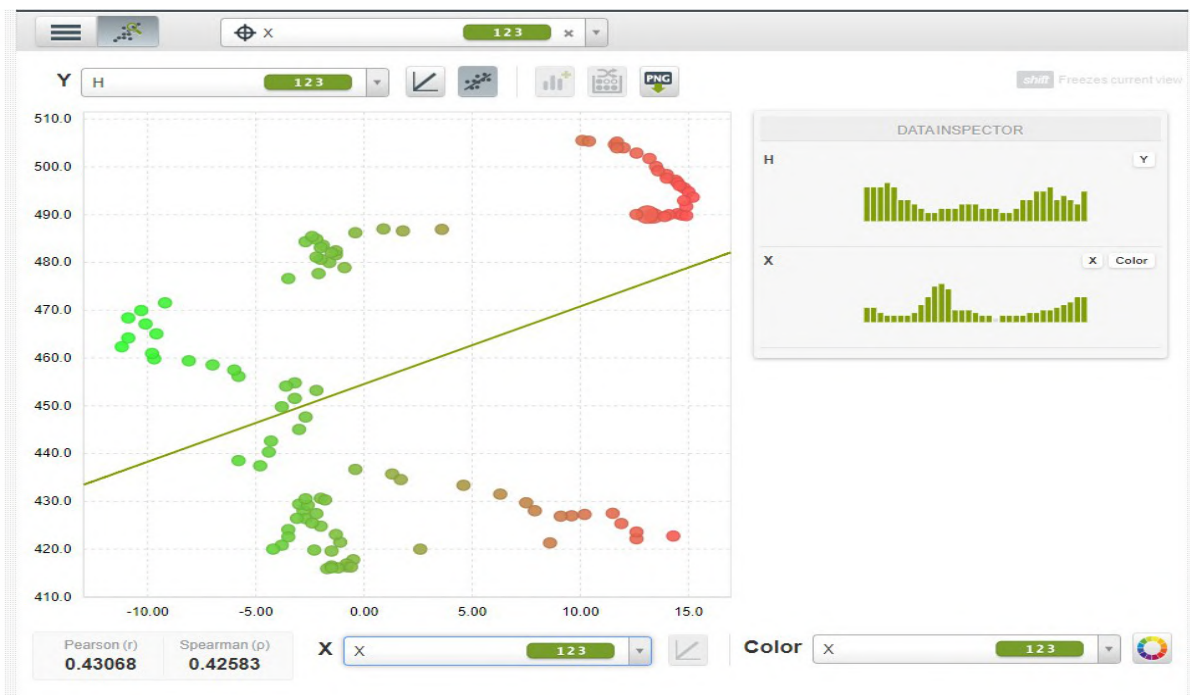 X 123 ×
Y H 123 PNG shift Freezes current view
DATA INSPECTOR
H Y
X X Color
510.0
500.0
490.0
480.0
470.0
460.0
450.0
440.0
430.0
420.0
410.0
-10.00 -5.00 0.00 5.00 10.00 15.0
Pearson (r) Spearman (ρ)
0.43068 0.42583
X X 123 Color X 123